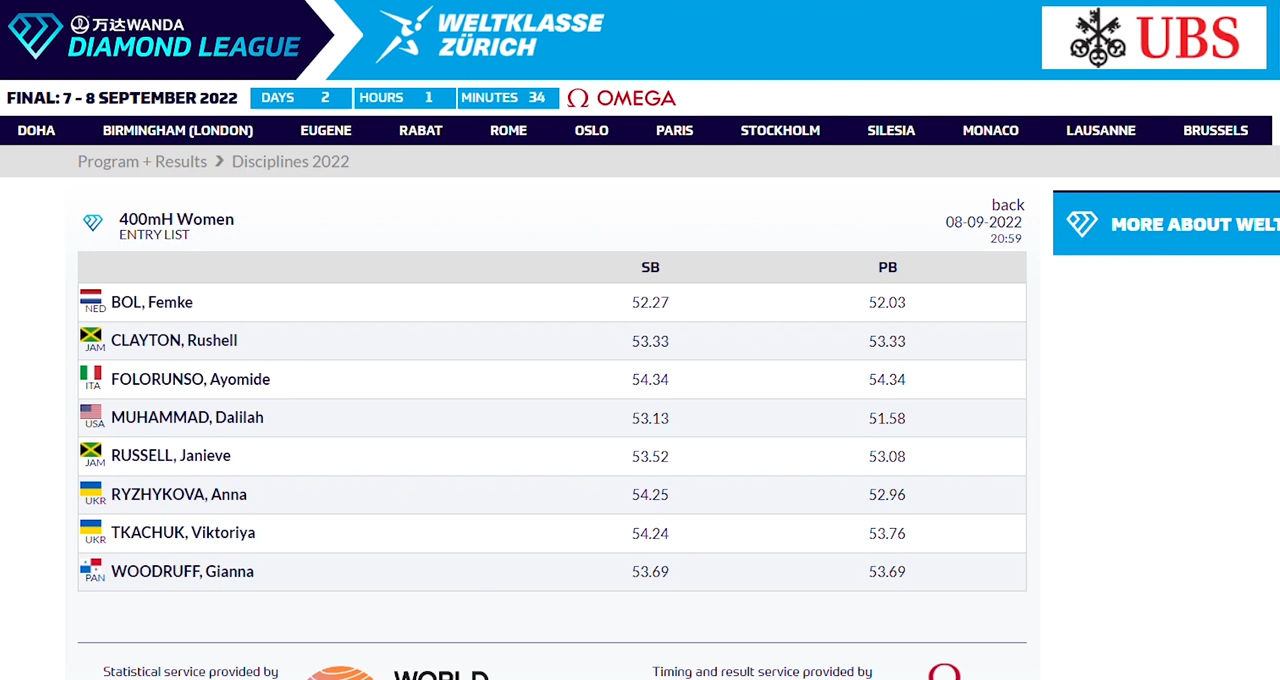 万达WANDA
DIAMOND LEAGUE
WELTKLASSE
ZÜRICH
UBS
FINAL: 7 - 8 SEPTEMBER 2022 DAYS 2 HOURS 1 MINUTES 34 OMEGA
DOHA BIRMINGHAM (LONDON) EUGENE RABAT ROME OSLO PARIS STOCKHOLM SILESIA MONACO LAUSANNE BRUSSELS
Program + Results > Disciplines 2022
back
400mH Women 08-09-2022
ENTRY LIST 20:59
MORE ABOUT WELT
SB PB
NED BOL, Femke 52.27 52.03
JAM CLAYTON, Rushell 53.33 53.33
ITA FOLORUNSO, Ayomide 54.34 54.34
USA MUHAMMAD, Dalilah 53.13 51.58
JAM RUSSELL, Janieve 53.52 53.08
UKR RYZHYKOVA, Anna 54.25 52.96
UKR TKACHUK, Viktoriya 54.24 53.76
PAN WOODRUFF, Gianna 53.69 53.69
Statistical service provided by WORLD Timing and result service provided by